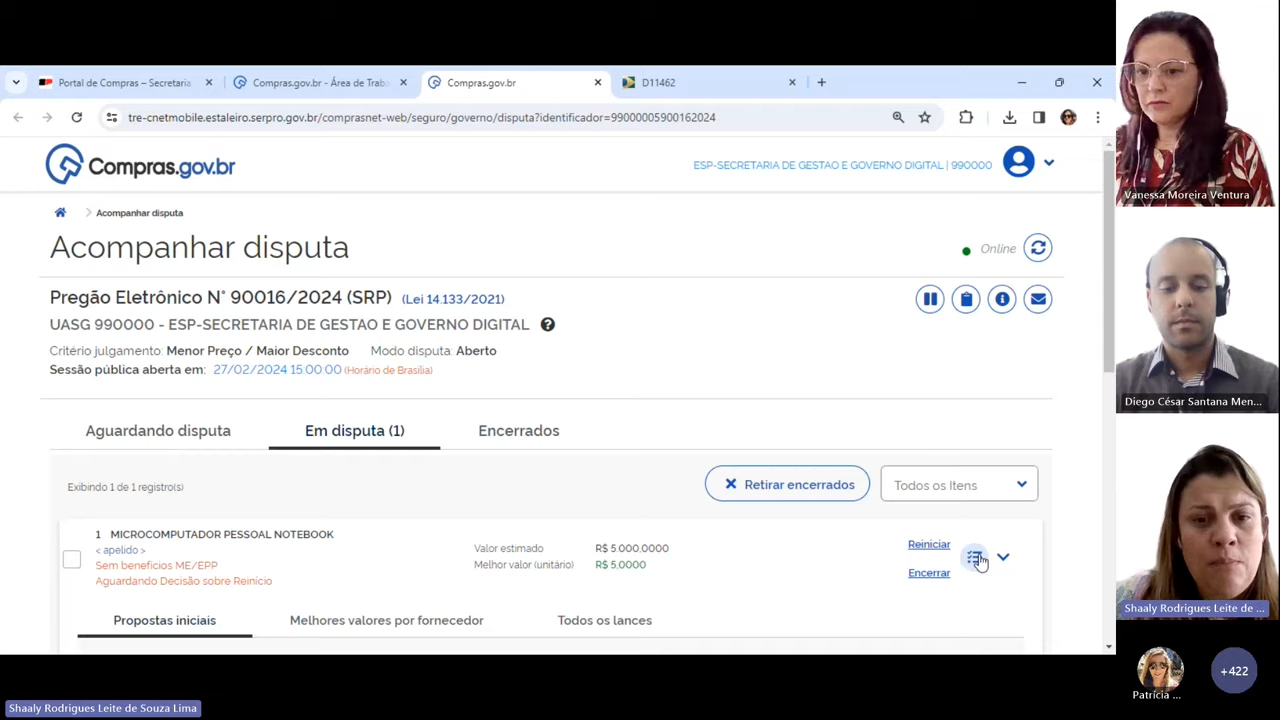 Portal de Compras – Secretaria
Compras.gov.br - Área de Traba
Compras.gov.br
D11462
tre-cnetmobile.estaleiro.serpro.gov.br/comprasnet-web/seguro/governo/disputa?identificador=99000005900162024
Compras.gov.br
ESP-SECRETARIA DE GESTAO E GOVERNO DIGITAL | 990000
Acompanhar disputa
Acompanhar disputa
Online
Pregão Eletrônico N° 90016/2024 (SRP) (Lei 14.133/2021)
UASG 990000 - ESP-SECRETARIA DE GESTAO E GOVERNO DIGITAL
Critério julgamento: Menor Preço / Maior Desconto Modo disputa: Aberto
Sessão pública aberta em: 27/02/2024 15:00:00 (Horário de Brasília)
Aguardando disputa
Em disputa (1)
Encerrados
Exibindo 1 de 1 registro(s)
Retirar encerrados
Todos os Itens
1 MICROCOMPUTADOR PESSOAL NOTEBOOK
< apelido >
Sem benefícios ME/EPP
Aguardando Decisão sobre Reinício
Valor estimado R$ 5.000,0000
Melhor valor (unitário) R$ 5,0000
Reiniciar
Encerrar
Propostas iniciais
Melhores valores por fornecedor
Todos os lances
Vanessa Moreira Ventura
Diego César Santana Men...
Shaaly Rodrigues Leite de ...
Patrícia ...
+422
Shaaly Rodrigues Leite de Souza Lima